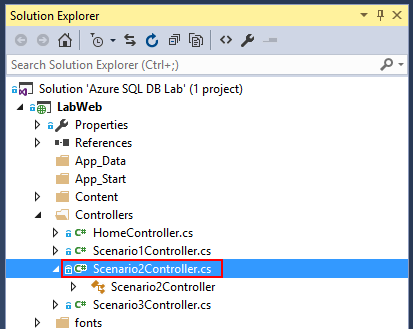 Solution Explorer
Search Solution Explorer (Ctrl+;)
Solution 'Azure SQL DB Lab' (1 project)
LabWeb
Properties
References
App_Data
App_Start
Content
Controllers
C# HomeController.cs
C# Scenario1Controller.cs
C# Scenario2Controller.cs
Scenario2Controller
C# Scenario3Controller.cs
fonts